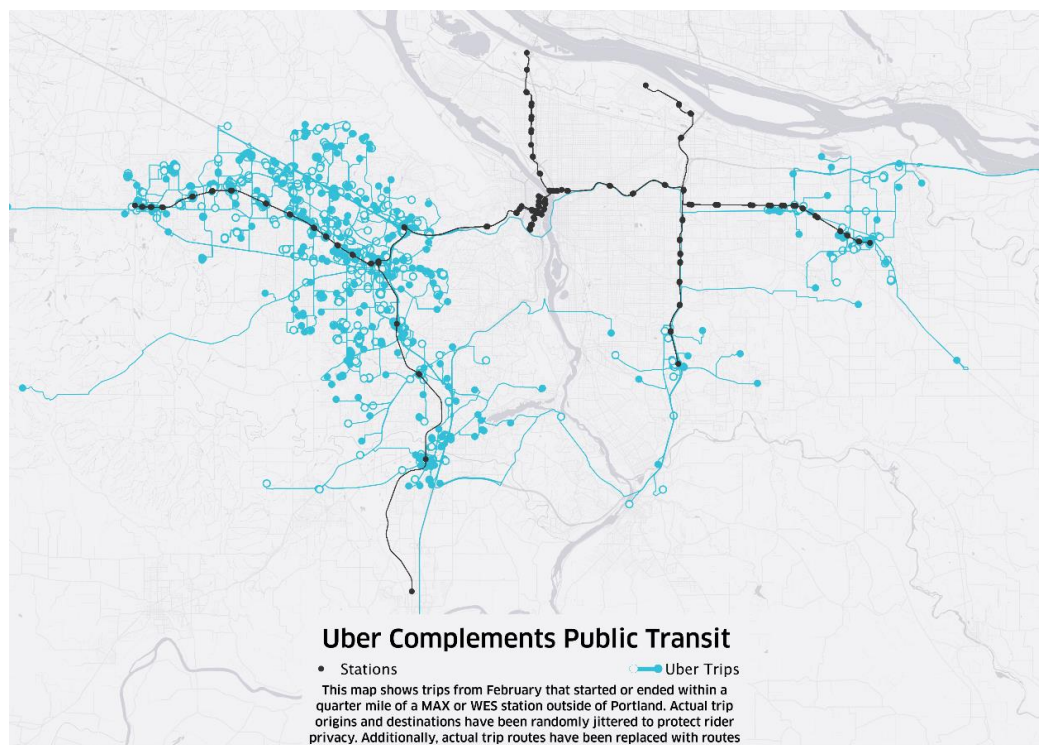 Uber Complements Public Transit
Stations
Uber Trips
This map shows trips from February that started or ended within a
quarter mile of a MAX or WES station outside of Portland. Actual trip
origins and destinations have been randomly jittered to protect rider
privacy. Additionally, actual trip routes have been replaced with routes